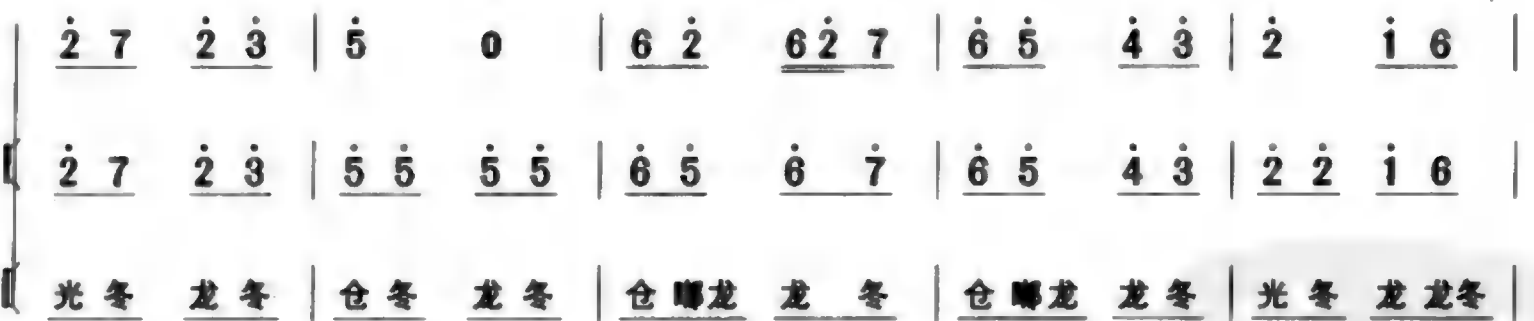 2̇ 7 2̇ 3̇ | 5̇ 0 | 6 2̇ 6 2̇ 7 | 6̇ 5̇ 4̇ 3̇ | 2̇ 1̇ 6 |
2̇ 7 2̇ 3̇ | 5̇ 5̇ 5̇ 5̇ | 6̇ 5̇ 6̇ 7̇ | 6̇ 5̇ 4̇ 3̇ | 2̇ 2̇ 1̇ 6 |
光 冬 龙 冬 | 仓 冬 龙 冬 | 仓 龙 龙 冬 | 仓 龙 龙 冬 | 光 冬 龙 龙冬 |